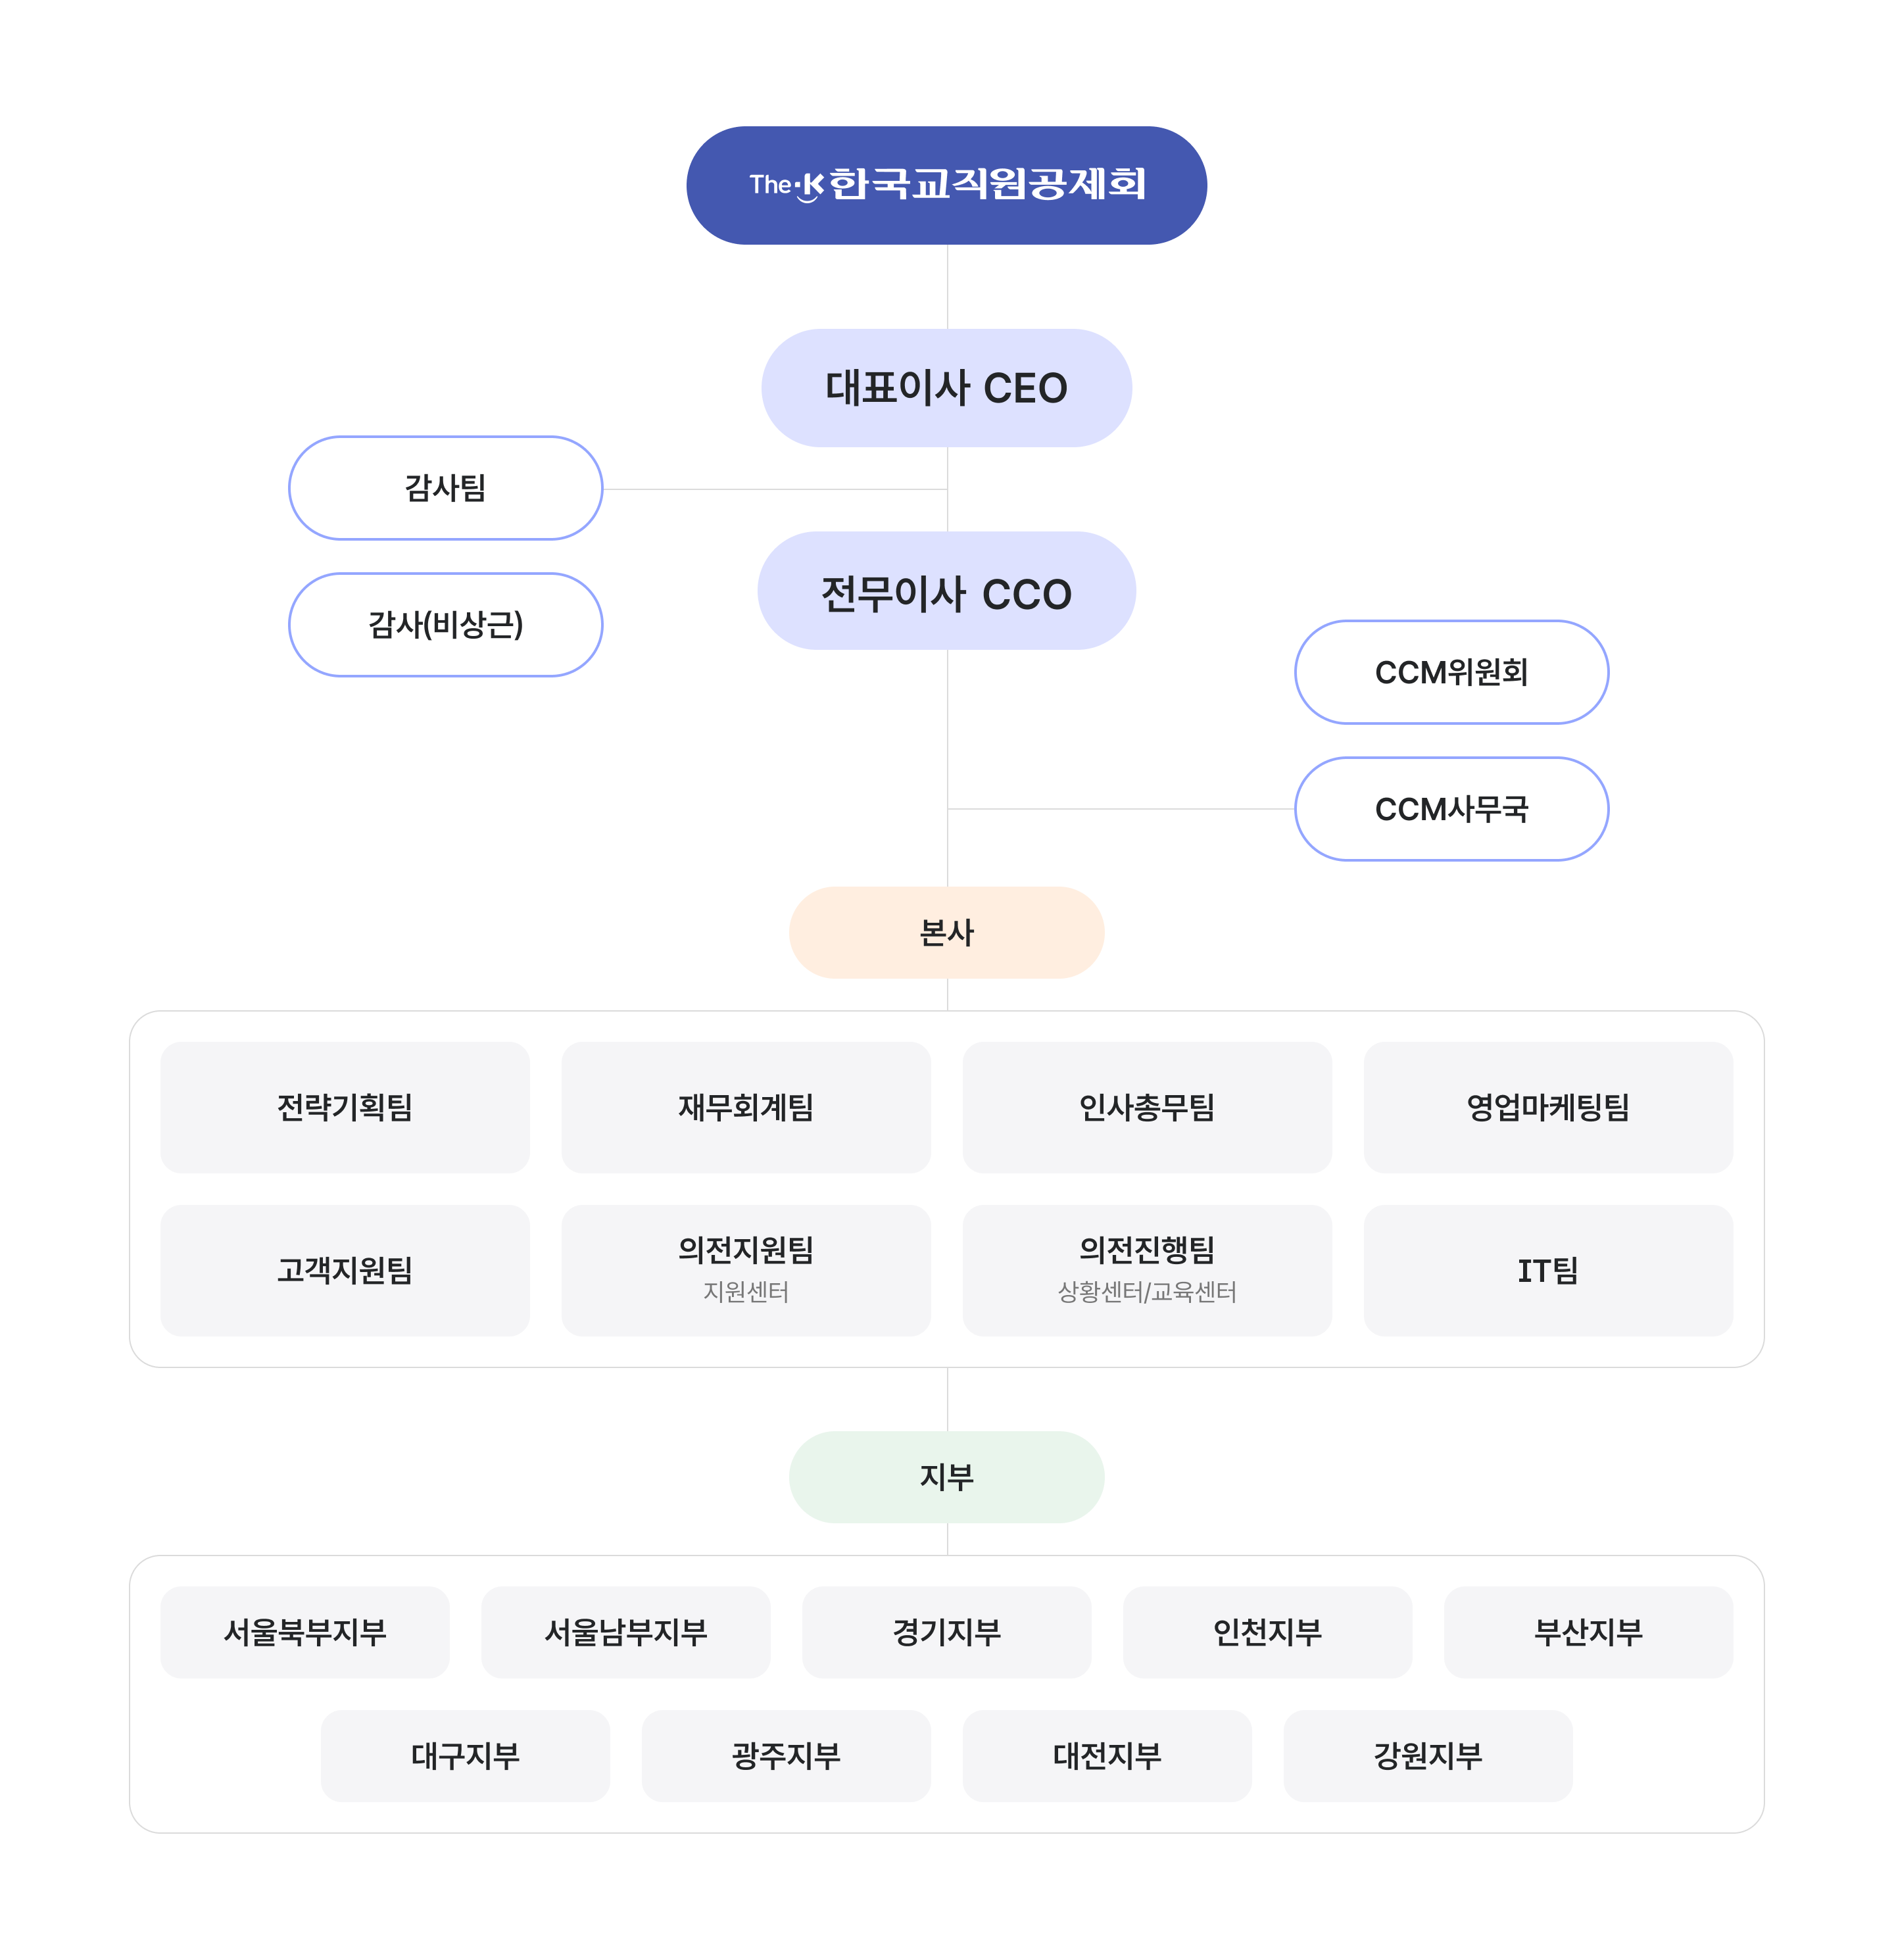 The-K 한국교직원공제회
대표이사 CEO
감사팀
전무이사 CCO
감사(비상근)
CCM위원회
CCM사무국
본사
전략기획팀
재무회계팀
인사총무팀
영업마케팅팀
고객지원팀
의전지원팀
지원센터
의전진행팀
상황센터/교육센터
IT팀
지부
서울북부지부
서울남부지부
경기지부
인천지부
부산지부
대구지부
광주지부
대전지부
강원지부